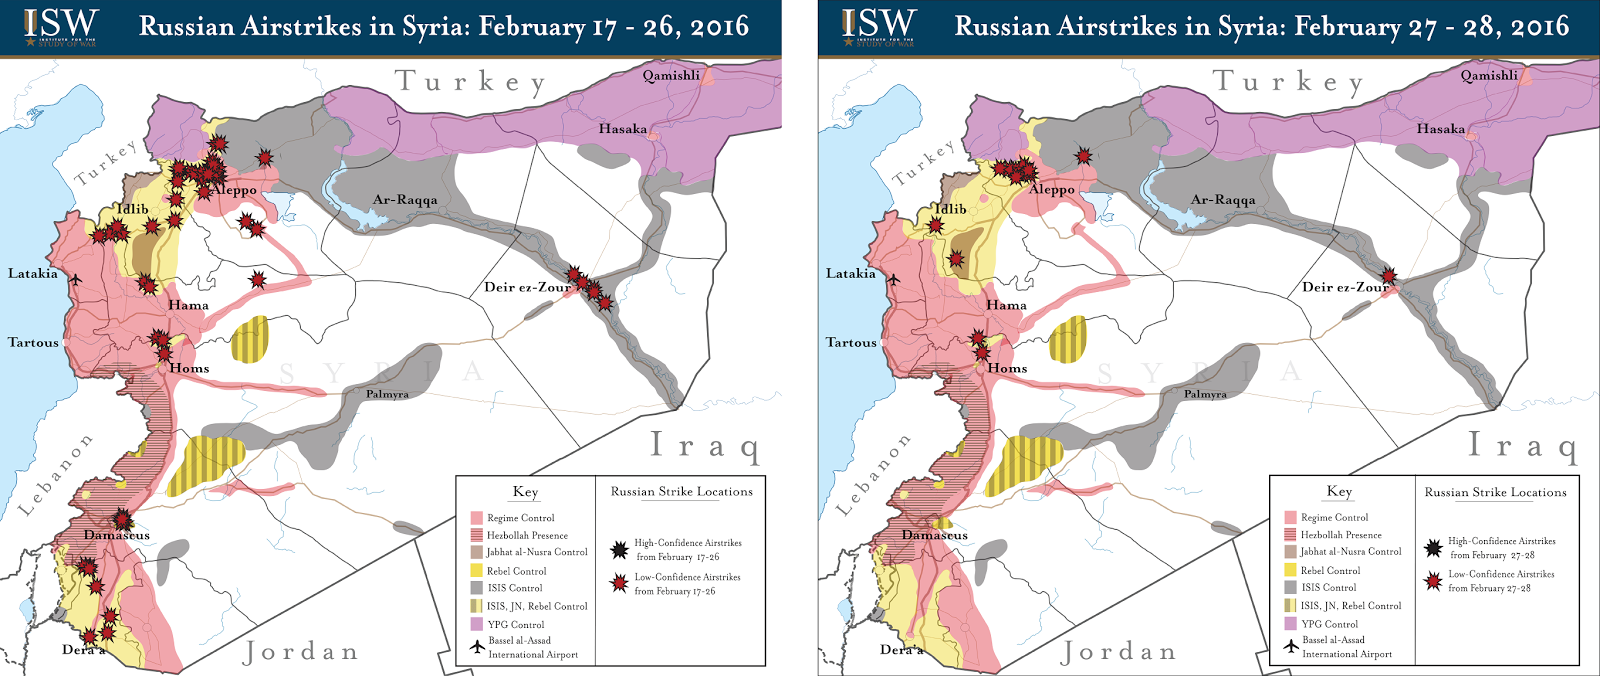 ISW
INSTITUTE FOR THE
STUDY OF WAR
Russian Airstrikes in Syria: February 17 - 26, 2016
Turkey
Qamishli
Hasaka
Turkey
Aleppo
Idlib
Ar-Raqqa
Latakia
Deir ez-Zour
Hama
Tartous
Homs
SYRIA
Palmyra
Iraq
Lebanon
Damascus
Dera'a
Jordan
Key
Regime Control
Hezbollah Presence
Jabhat al-Nusra Control
Rebel Control
ISIS Control
ISIS, JN, Rebel Control
YPG Control
Bassel al-Assad
International Airport
Russian Strike Locations
High-Confidence Airstrikes
from February 17-26
Low-Confidence Airstrikes
from February 17-26
ISW
INSTITUTE FOR THE
STUDY OF WAR
Russian Airstrikes in Syria: February 27 - 28, 2016
Turkey
Qamishli
Hasaka
Turkey
Aleppo
Idlib
Ar-Raqqa
Latakia
Deir ez-Zour
Hama
Tartous
Homs
SYRIA
Palmyra
Iraq
Lebanon
Damascus
Dera'a
Jordan
Key
Regime Control
Hezbollah Presence
Jabhat al-Nusra Control
Rebel Control
ISIS Control
ISIS, JN, Rebel Control
YPG Control
Bassel al-Assad
International Airport
Russian Strike Locations
High-Confidence Airstrikes
from February 27-28
Low-Confidence Airstrikes
from February 27-28